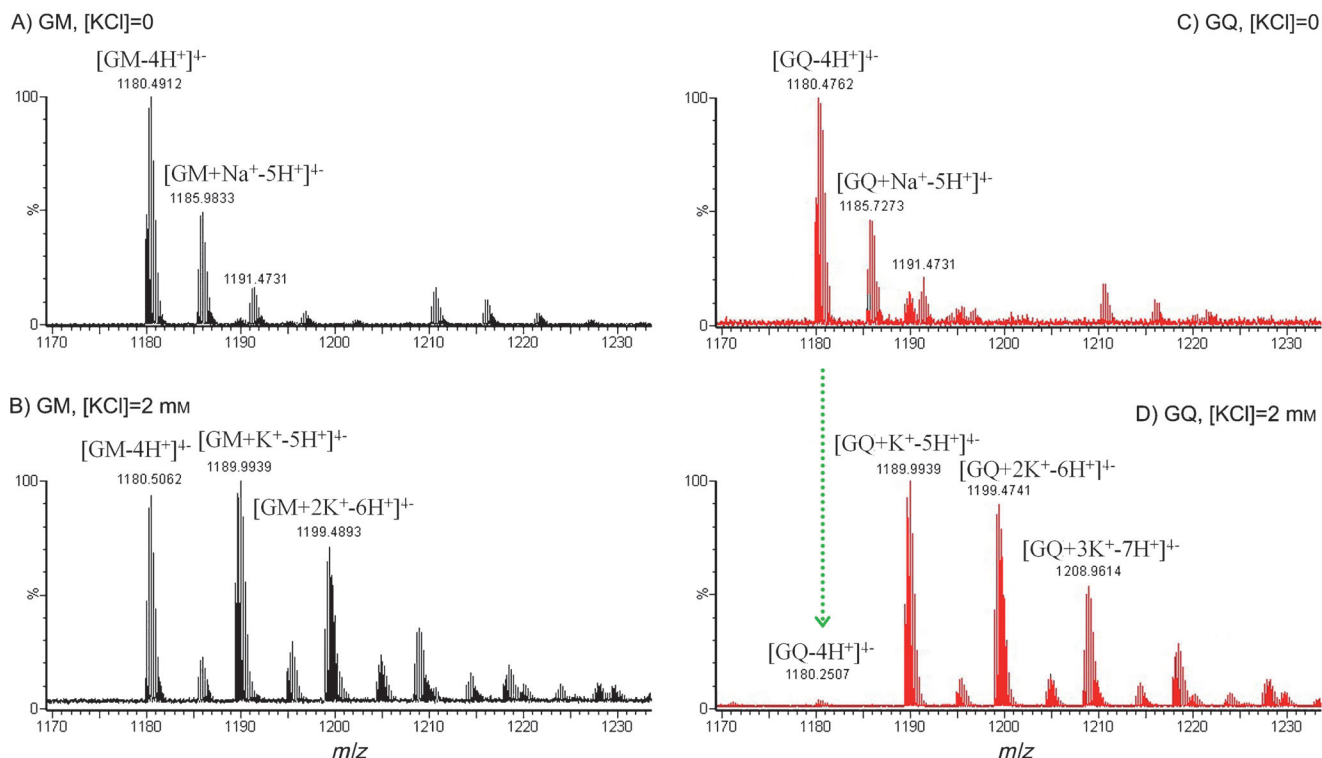 A) GM, [KCl]=0
[GM-4H⁺]⁴⁻
1180.4912
100
[GM+Na⁺-5H⁺]⁴⁻
1185.9833
%
1191.4731
0
1170 1180 1190 1200 1210 1220 1230
B) GM, [KCl]=2 mM
[GM-4H⁺]⁴⁻
1180.5062
[GM+K⁺-5H⁺]⁴⁻
1189.9939
100
[GM+2K⁺-6H⁺]⁴⁻
1199.4893
%
0
1170 1180 1190 1200 1210 1220 1230
m/z
C) GQ, [KCl]=0
[GQ-4H⁺]⁴⁻
1180.4762
100
[GQ+Na⁺-5H⁺]⁴⁻
1185.7273
%
1191.4731
0
1170 1180 1190 1200 1210 1220 1230
D) GQ, [KCl]=2 mM
[GQ+K⁺-5H⁺]⁴⁻
1189.9939
100
[GQ+2K⁺-6H⁺]⁴⁻
1199.4741
[GQ+3K⁺-7H⁺]⁴⁻
1208.9614
%
[GQ-4H⁺]⁴⁻
1180.2507
0
1170 1180 1190 1200 1210 1220 1230
m/z